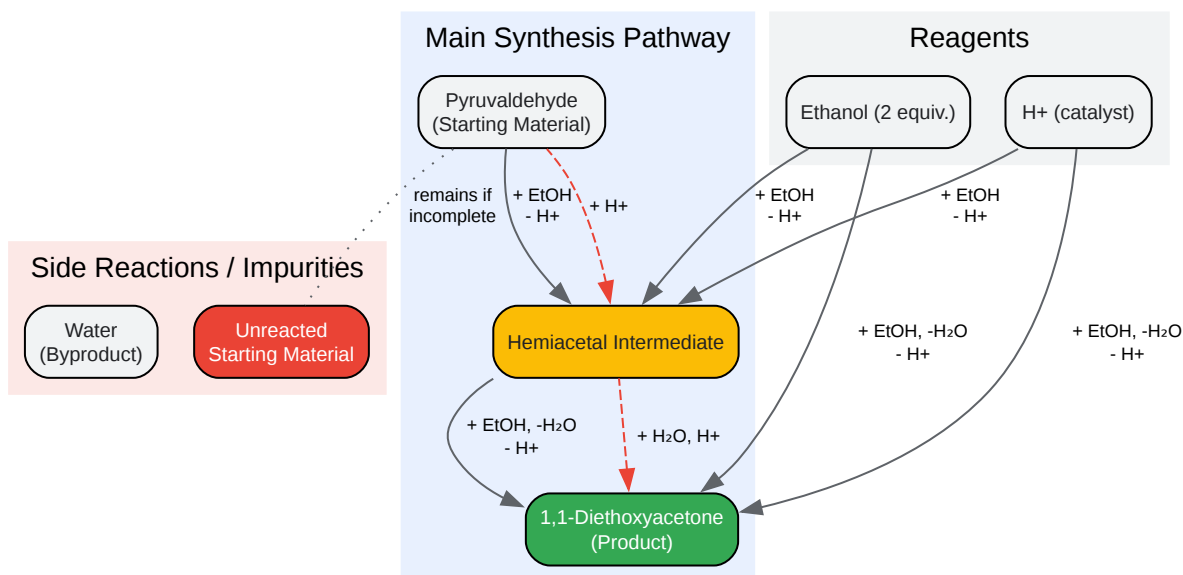 Main Synthesis Pathway
Reagents
Pyruvaldehyde
(Starting Material)
Ethanol (2 equiv.)
H+ (catalyst)
remains if
incomplete
+ EtOH
- H+
+ H+
+ EtOH
- H+
+ EtOH
- H+
Side Reactions / Impurities
Water
(Byproduct)
Unreacted
Starting Material
Hemiacetal Intermediate
+ EtOH, -H₂O
- H+
+ EtOH, -H₂O
- H+
+ EtOH, -H₂O
- H+
+ H₂O, H+
1,1-Diethoxyacetone
(Product)